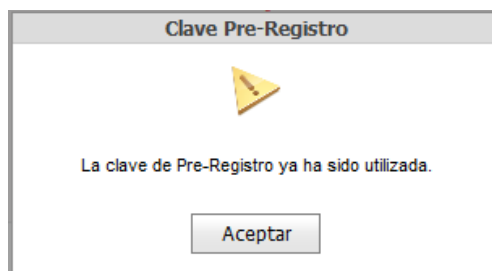 Clave Pre-Registro
La clave de Pre-Registro ya ha sido utilizada.
Aceptar